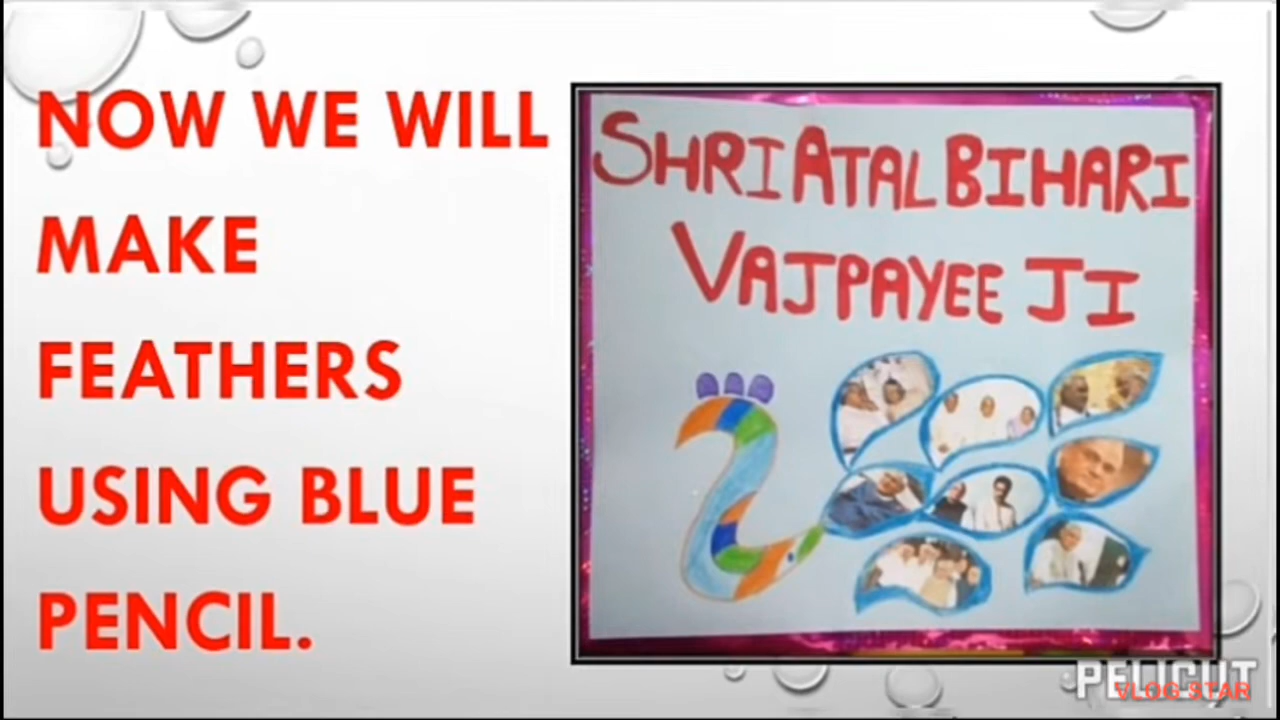 NOW WE WILL
MAKE
FEATHERS
USING BLUE
PENCIL.
SHRI ATAL BIHARI
VAJPAYEE JI
PELICUT
VLOG STAR